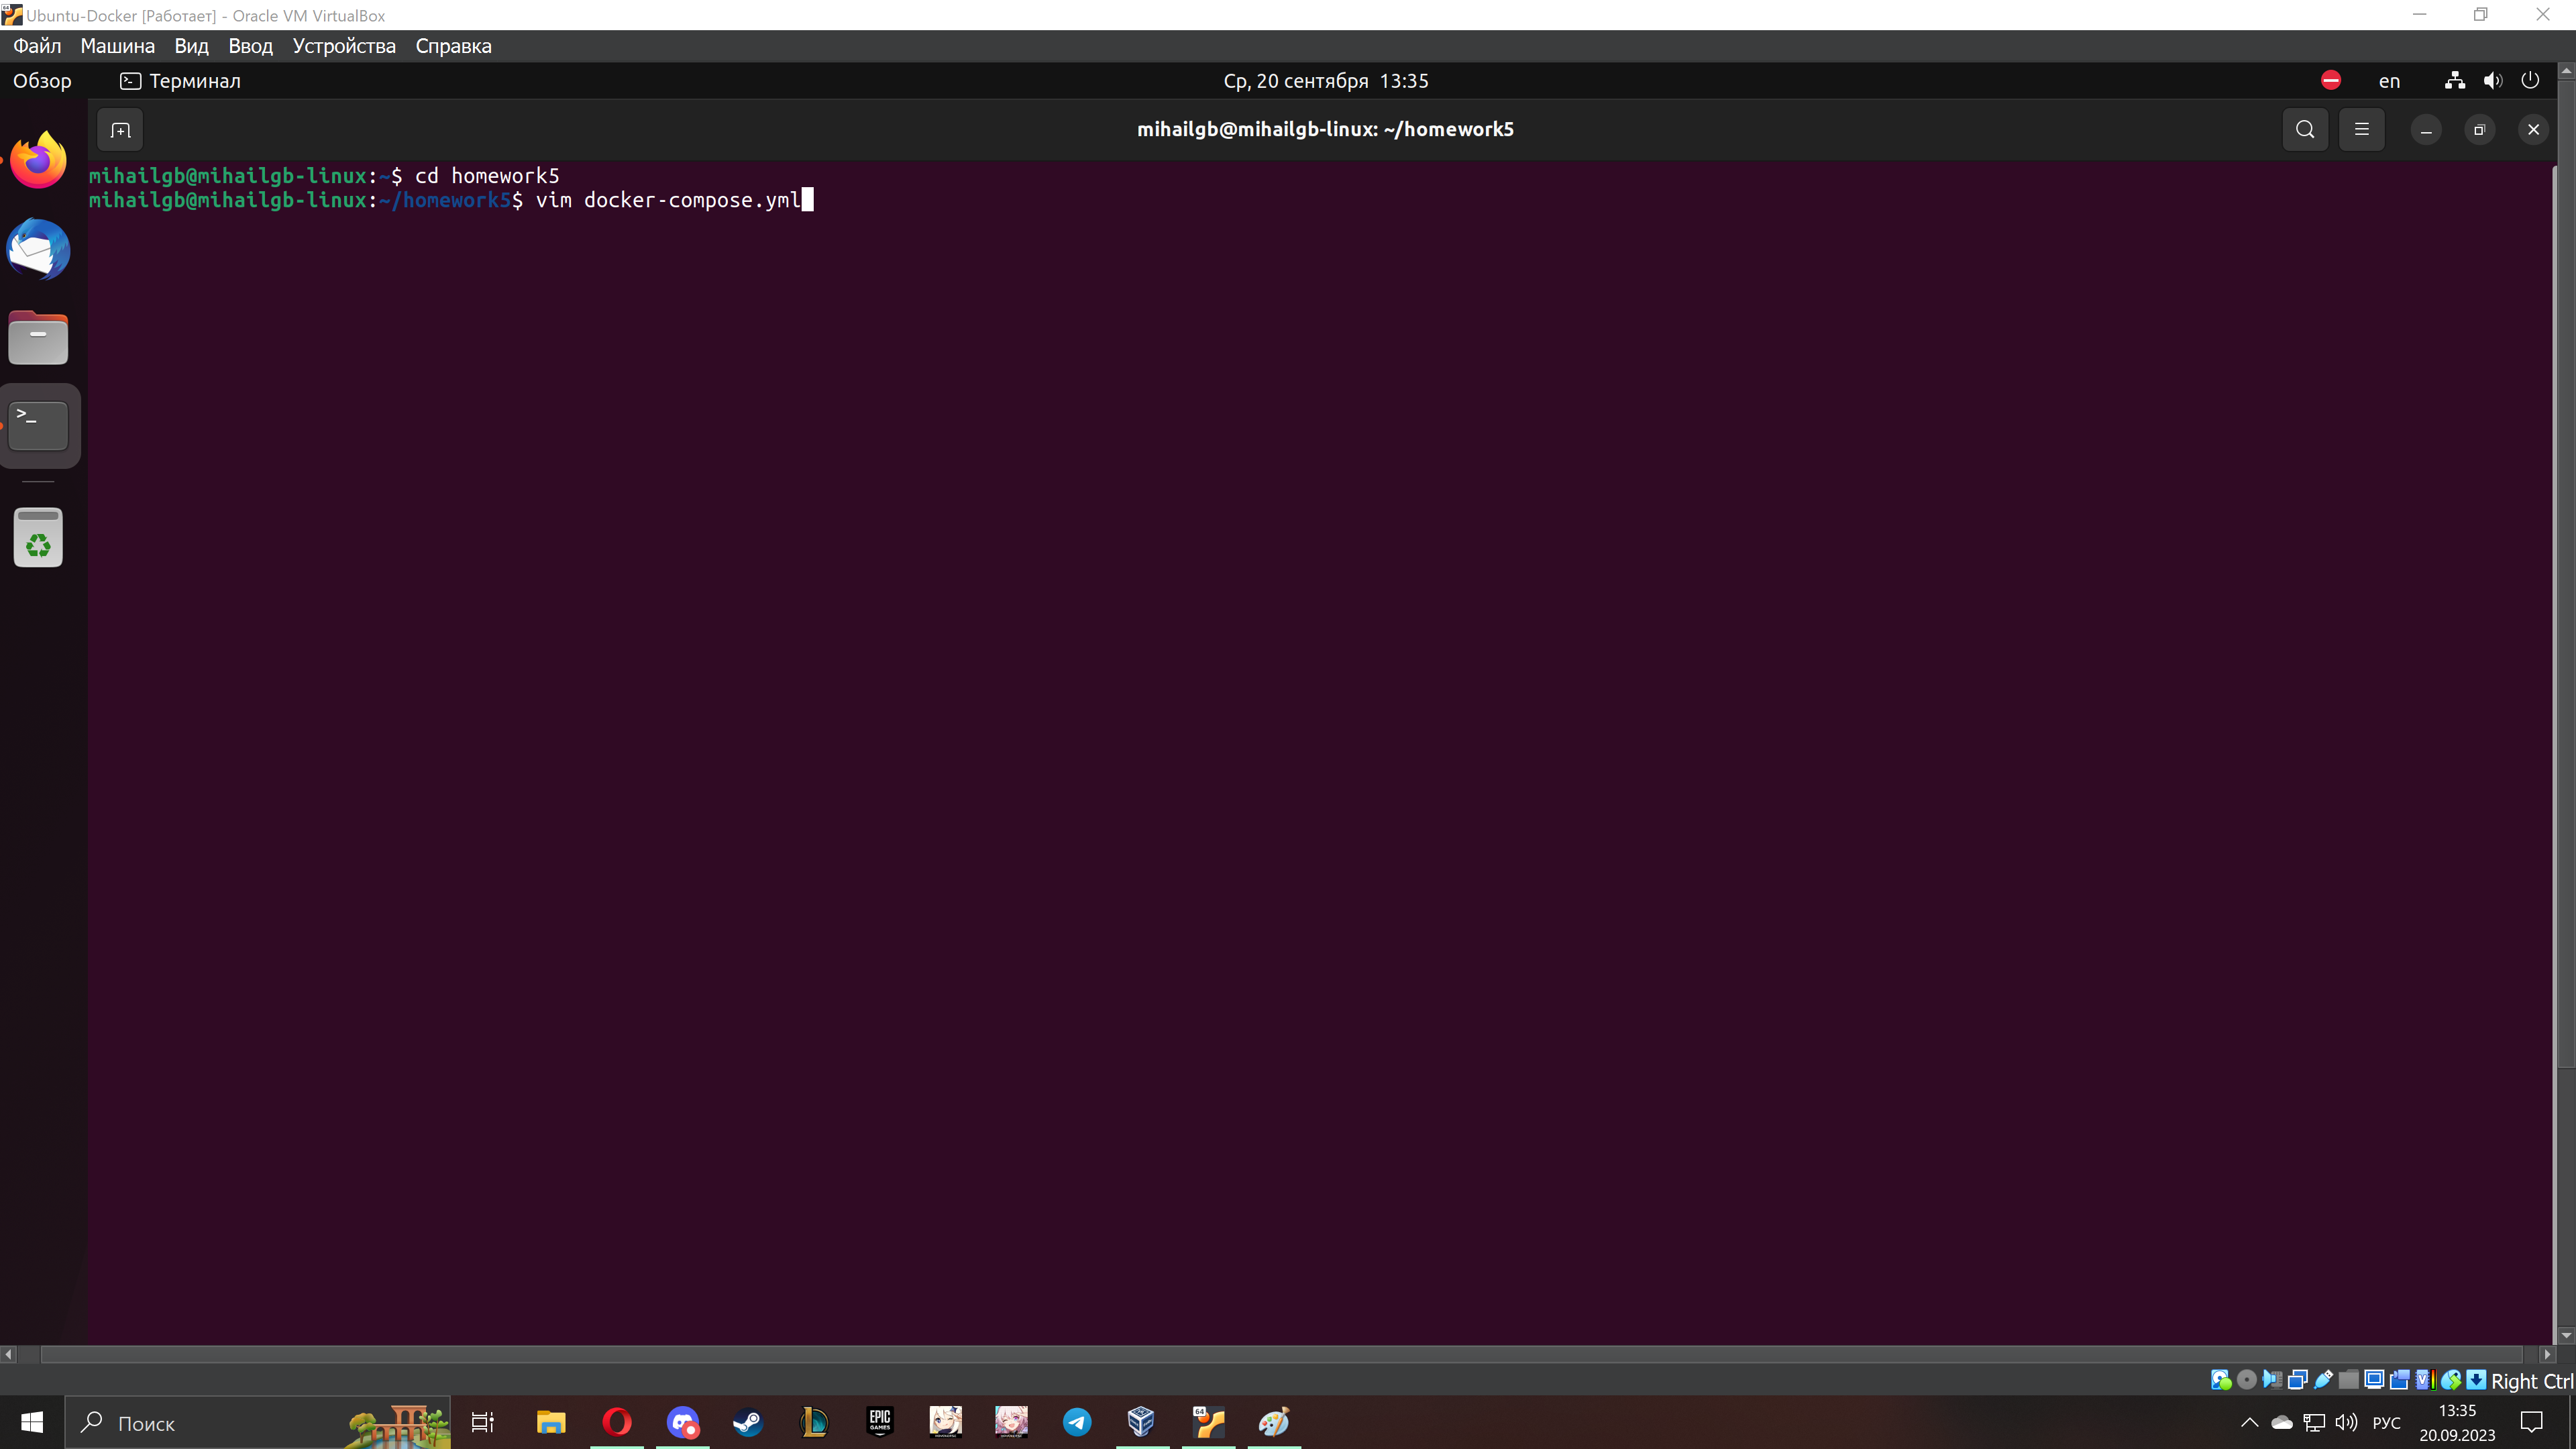 Ubuntu-Docker [Работает] - Oracle VM VirtualBox
Файл Машина Вид Ввод Устройства Справка
Обзор Терминал Ср, 20 сентября 13:35 en
mihailgb@mihailgb-linux: ~/homework5
mihailgb@mihailgb-linux:~$ cd homework5
mihailgb@mihailgb-linux:~/homework5$ vim docker-compose.yml
Right Ctrl
Поиск EPIC GAMES 64 РУС 13:35
20.09.2023